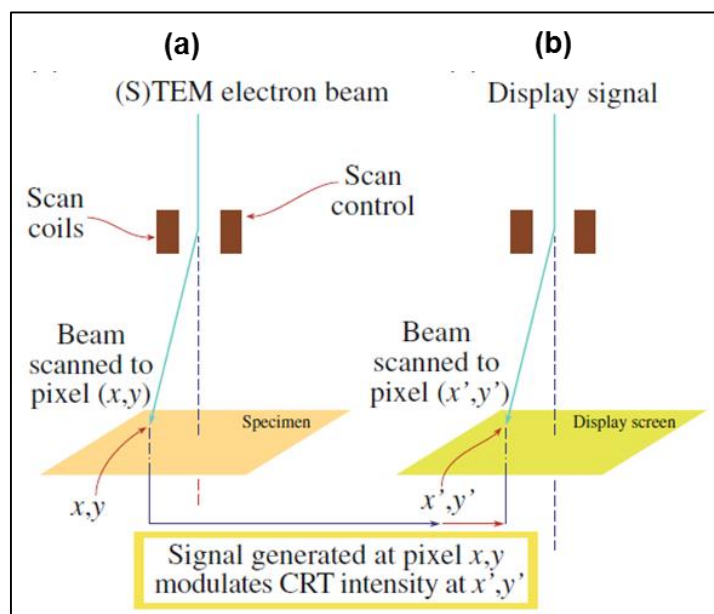 (a)
(b)
(S)TEM electron beam
Display signal
Scan
coils
Scan
control
Beam
scanned to
pixel (x,y)
Beam
scanned to
pixel (x’,y’)
Specimen
Display screen
x,y
x’,y’
Signal generated at pixel x,y
modulates CRT intensity at x’,y’